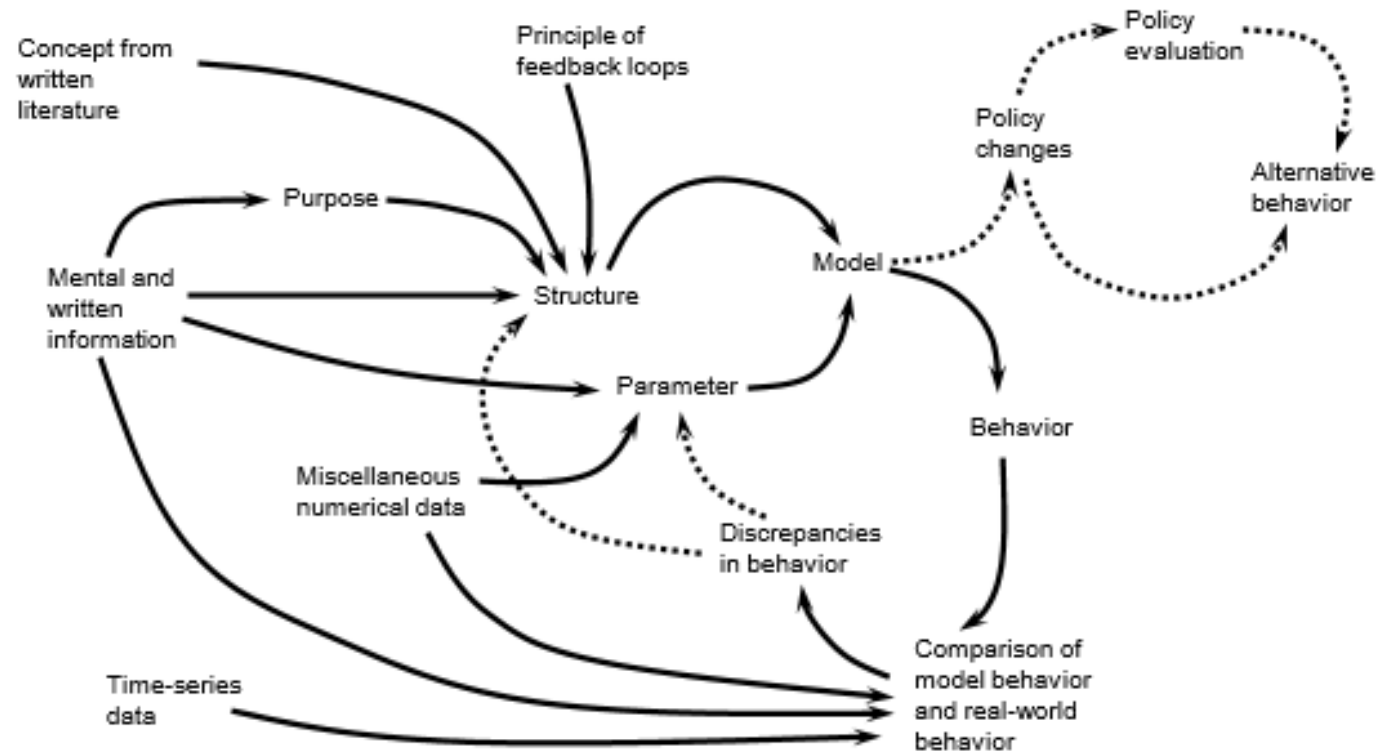 Concept from
written
literature
Principle of
feedback loops
Policy
evaluation
Policy
changes
Alternative
behavior
Purpose
Mental and
written
information
Structure
Model
Parameter
Behavior
Miscellaneous
numerical data
Discrepancies
in behavior
Time-series
data
Comparison of
model behavior
and real-world
behavior